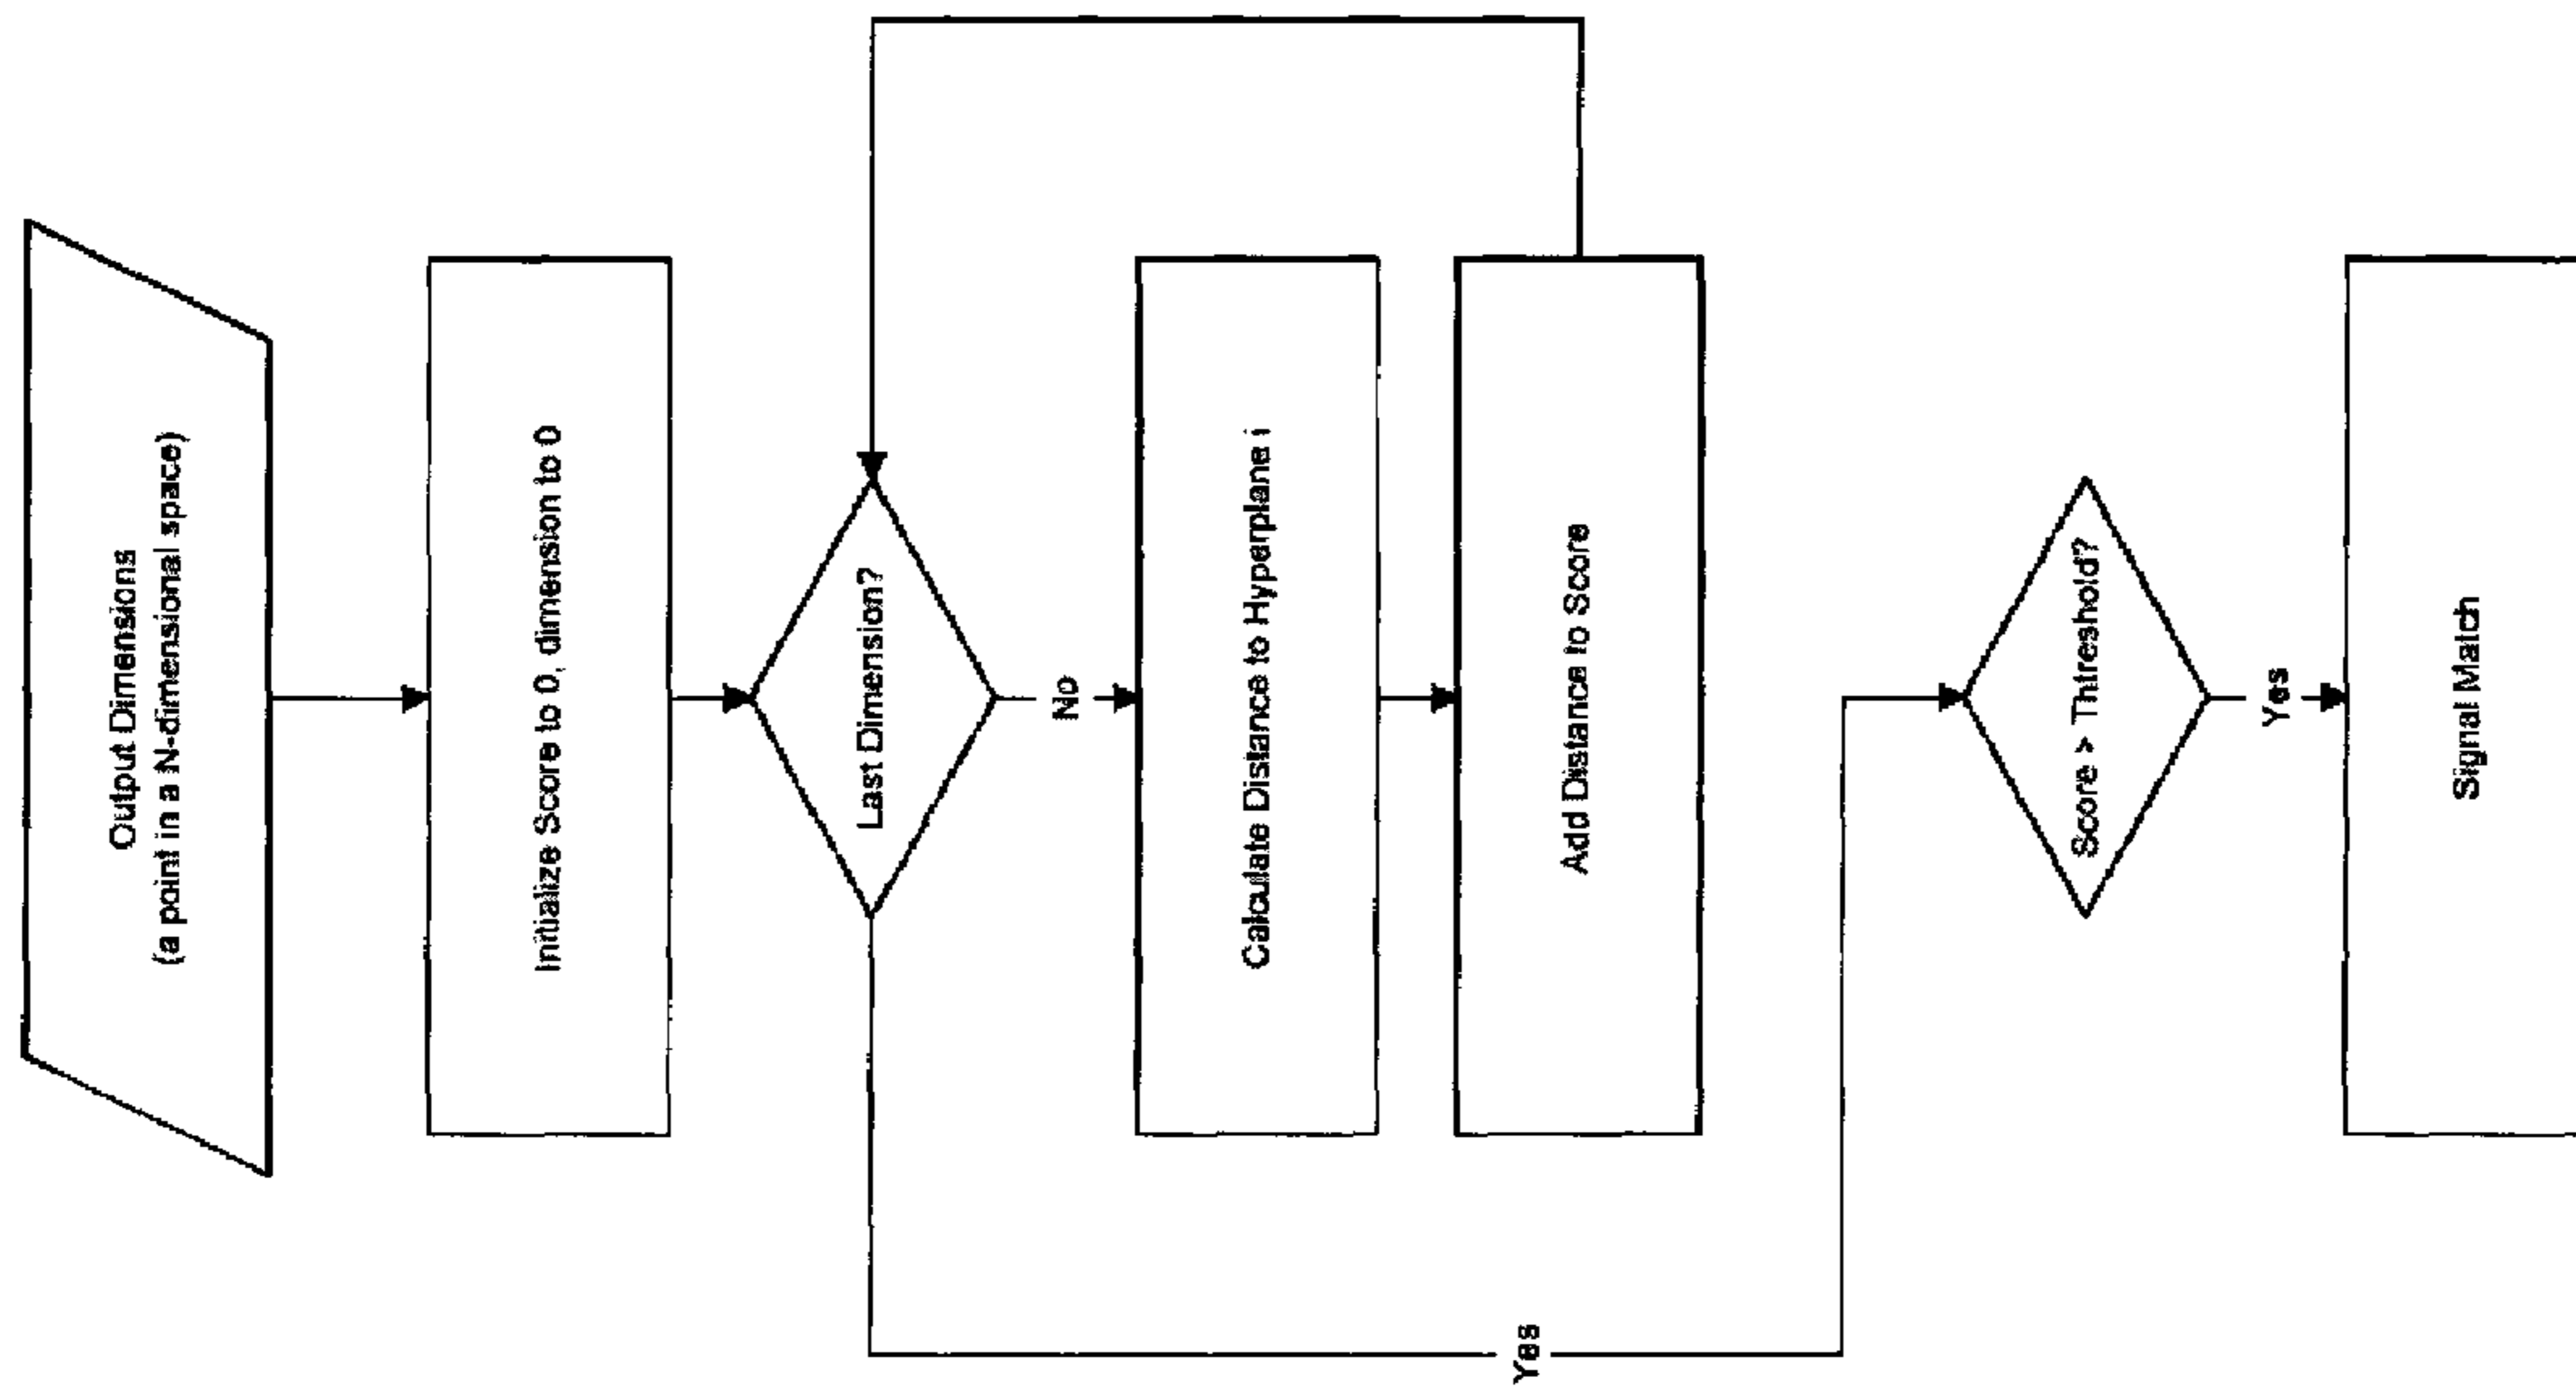 Output Dimensions
(a point in a N-dimensional space)
Initialize Score to 0, dimension to 0
Last Dimension?
No
Calculate Distance to Hyperplane i
Add Distance to Score
Yes
Score > Threshold?
Yes
Signal Match